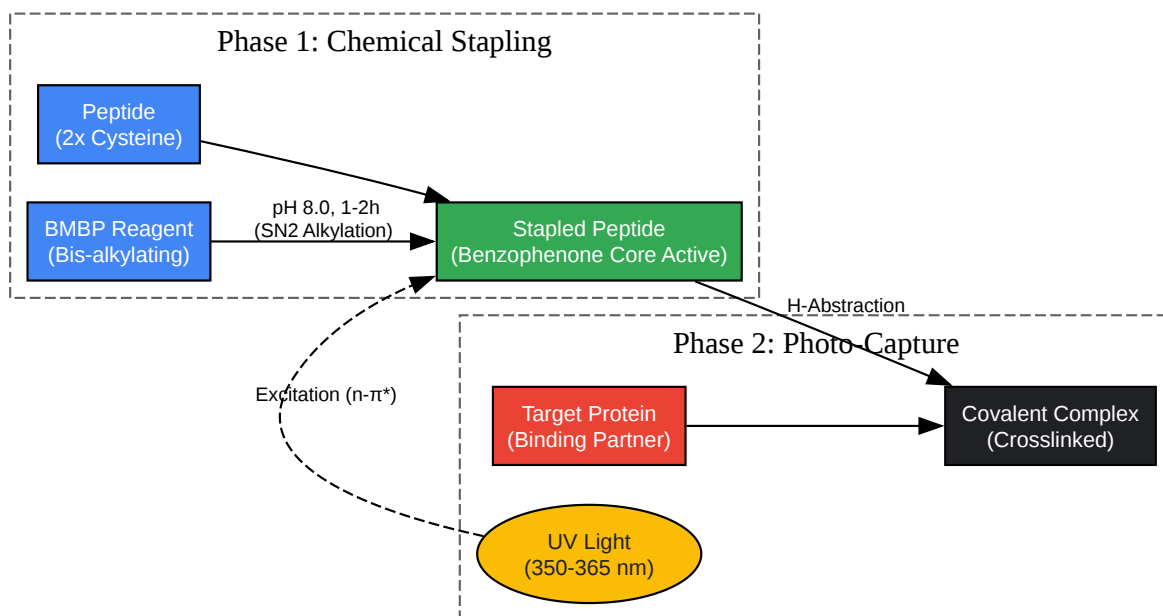 Phase 1: Chemical Stapling
Peptide
(2x Cysteine)
BMBP Reagent
(Bis-alkylating)
pH 8.0, 1-2h
(SN2 Alkylation)
Stapled Peptide
(Benzophenone Core Active)
H-Abstraction
Phase 2: Photo-Capture
Excitation (n-π*)
Target Protein
(Binding Partner)
Covalent Complex
(Crosslinked)
UV Light
(350-365 nm)